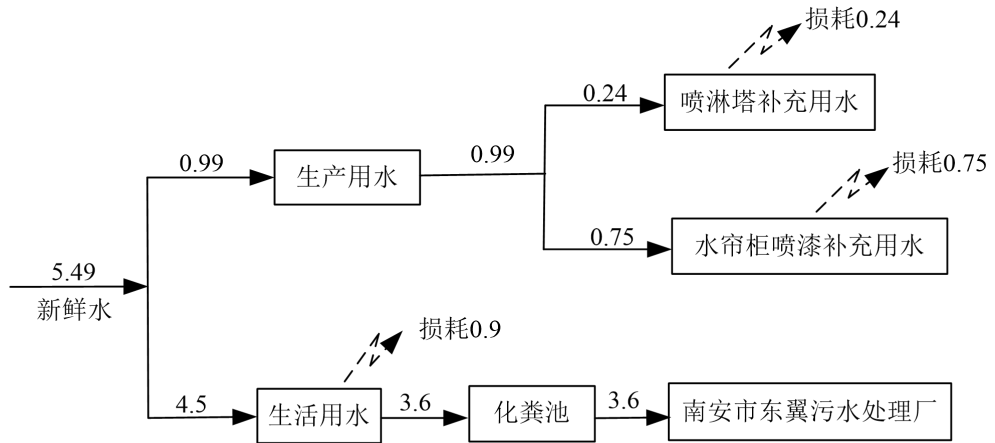 损耗0.24
0.24
喷淋塔补充用水
0.99
生产用水
0.99
损耗0.75
0.75
水帘柜喷漆补充用水
5.49
新鲜水
损耗0.9
4.5
生活用水
3.6
化粪池
3.6
南安市东翼污水处理厂